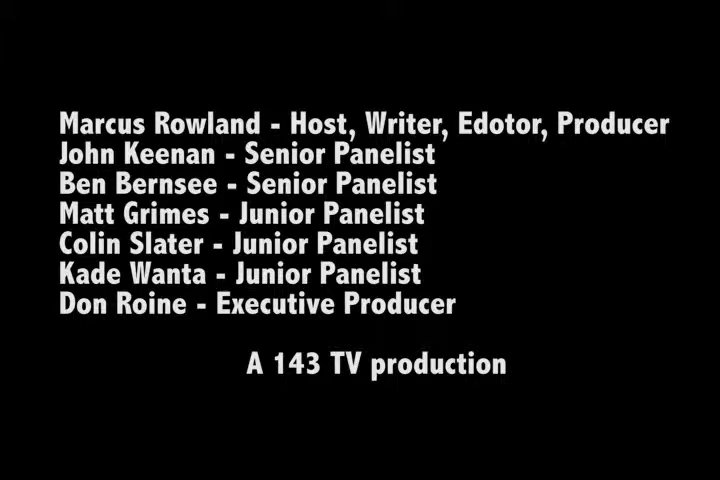 Marcus Rowland - Host, Writer, Edotor, Producer
John Keenan - Senior Panelist
Ben Bernsee - Senior Panelist
Matt Grimes - Junior Panelist
Colin Slater - Junior Panelist
Kade Wanta - Junior Panelist
Don Roine - Executive Producer
A 143 TV production